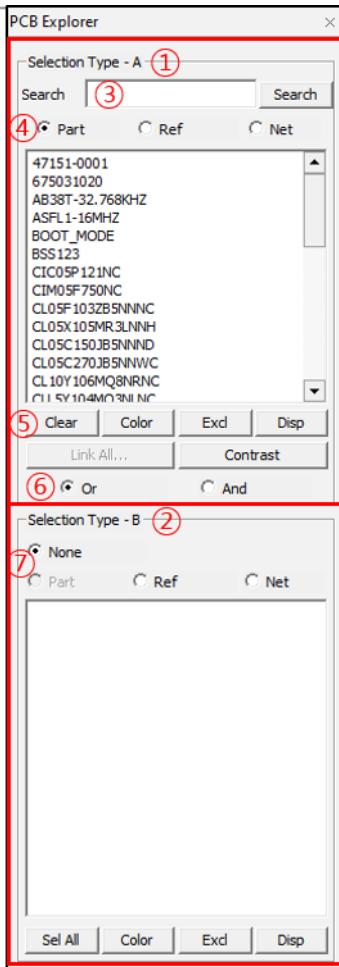 PCB Explorer ×
Selection Type - A ①
Search ③ Search
④ Part Ref Net
47151-0001
675031020
AB38T-32.768KHZ
ASFL1-16MHZ
BOOT_MODE
BSS123
CIC05P121NC
CIM05F750NC
CL05F103ZB5NNNC
CL05X105MR3LNNH
CL05C150JB5NNND
CL05C270JB5NNWC
CL10Y106MQ8NRNC
CLL5Y104MQ3NLNC
⑤ Clear Color Excl Disp
Link All... Contrast
⑥ Or And
Selection Type - B ②
None
⑦ Part Ref Net
Sel All Color Excl Disp